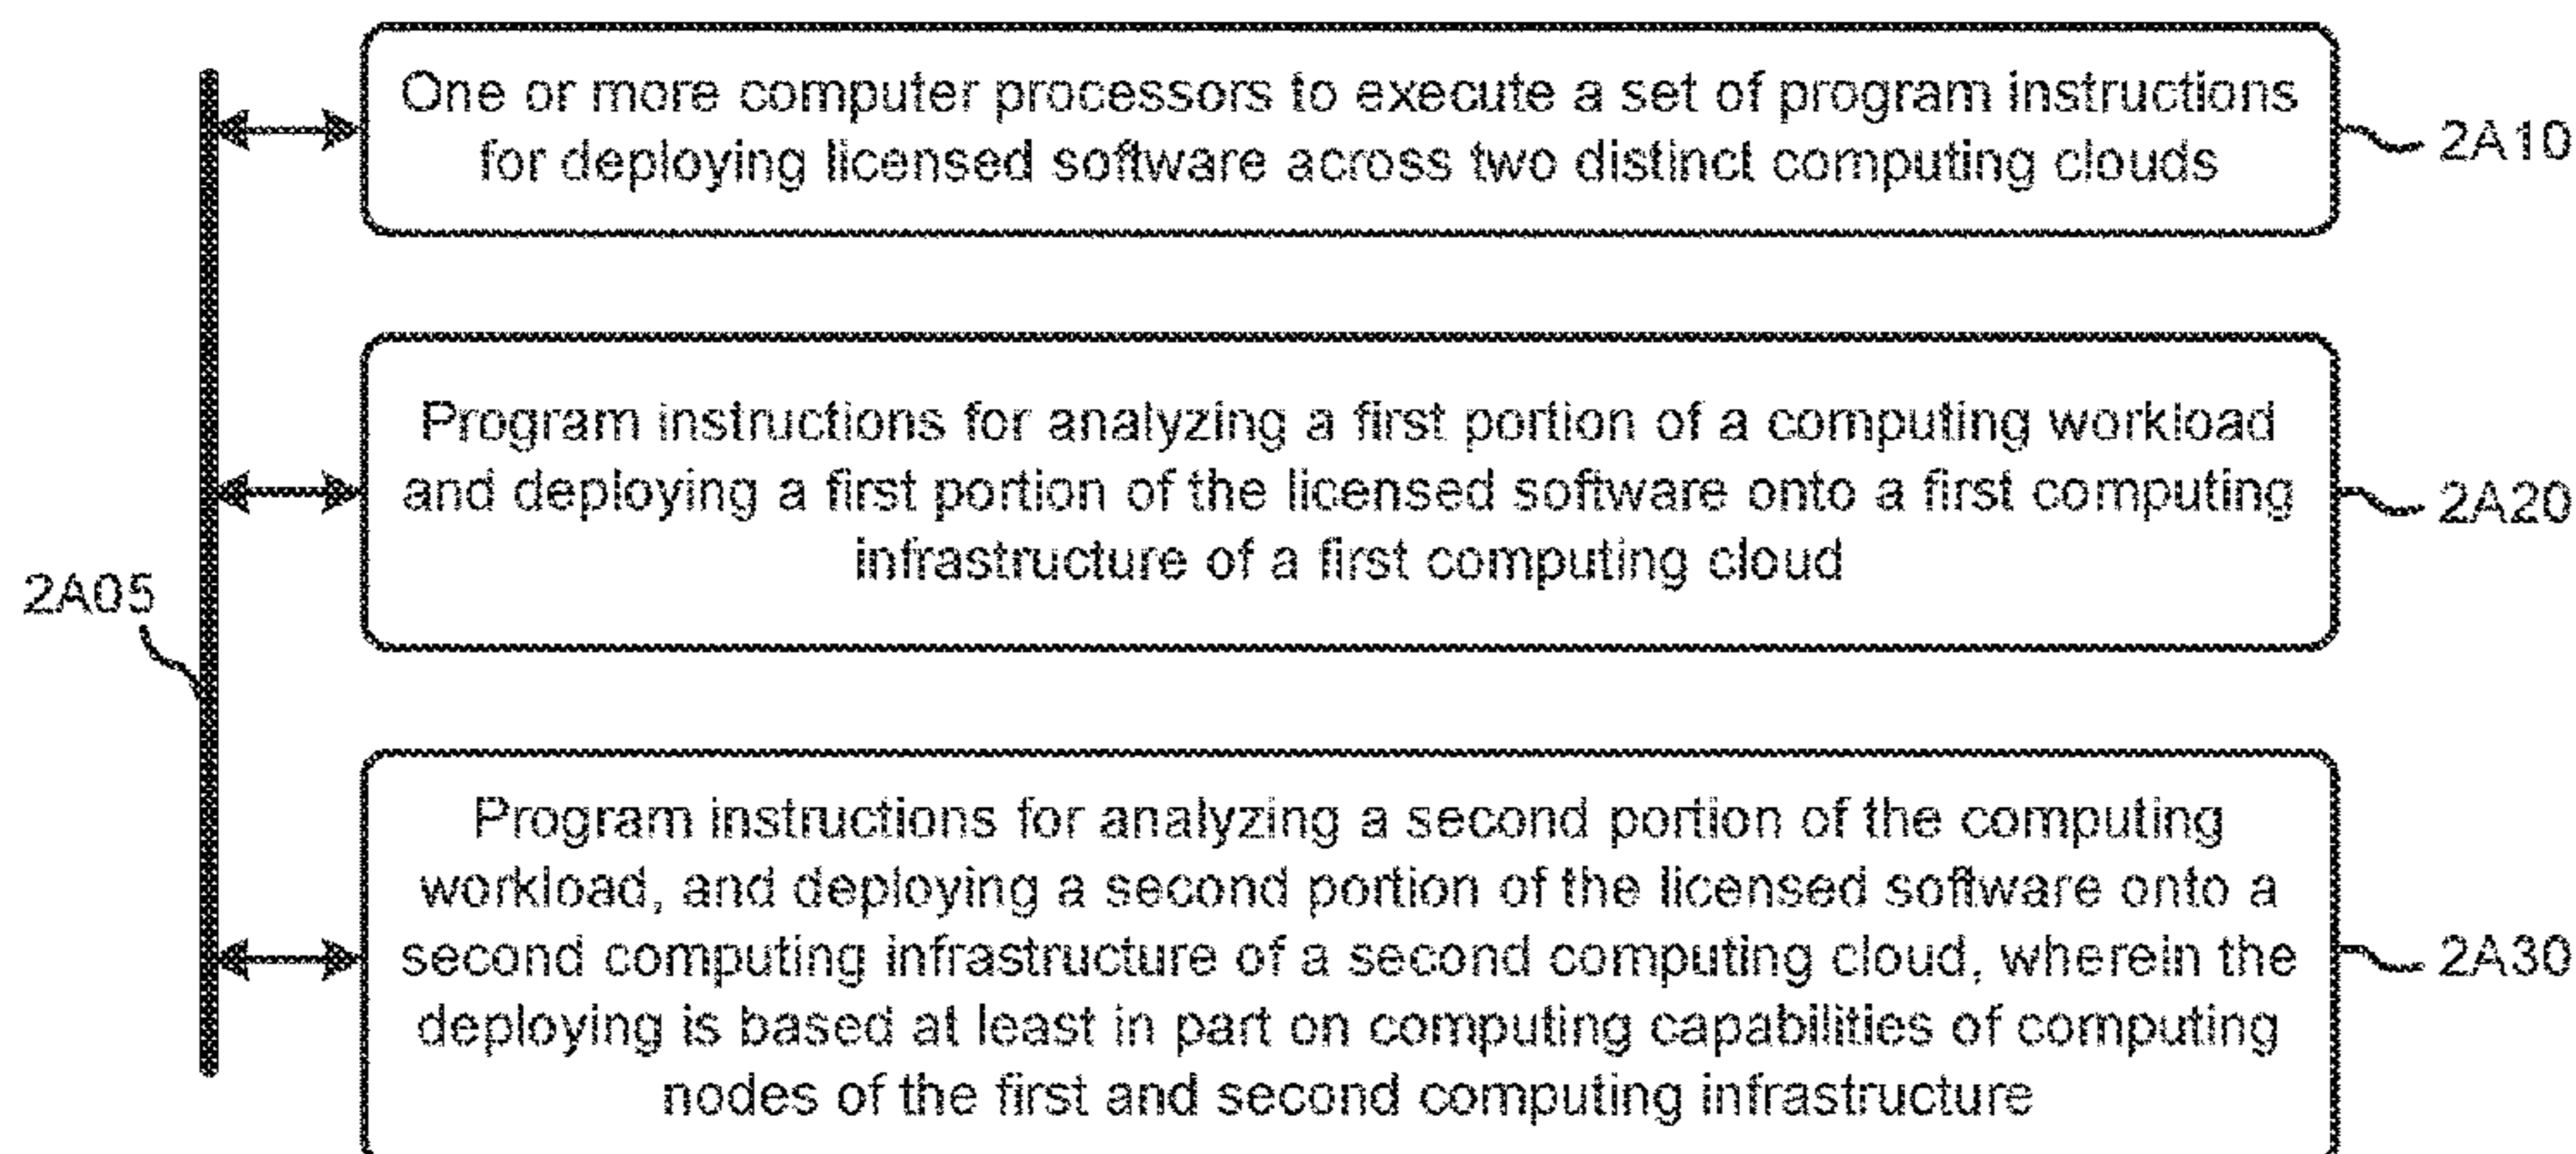 One or more computer processors to execute a set of program instructions
for deploying licensed software across two distinct computing clouds
2A10
Program instructions for analyzing a first portion of a computing workload
and deploying a first portion of the licensed software onto a first computing
infrastructure of a first computing cloud
2A20
2A05
Program instructions for analyzing a second portion of the computing
workload, and deploying a second portion of the licensed software onto a
second computing infrastructure of a second computing cloud, wherein the
deploying is based at least in part on computing capabilities of computing
nodes of the first and second computing infrastructure
2A30